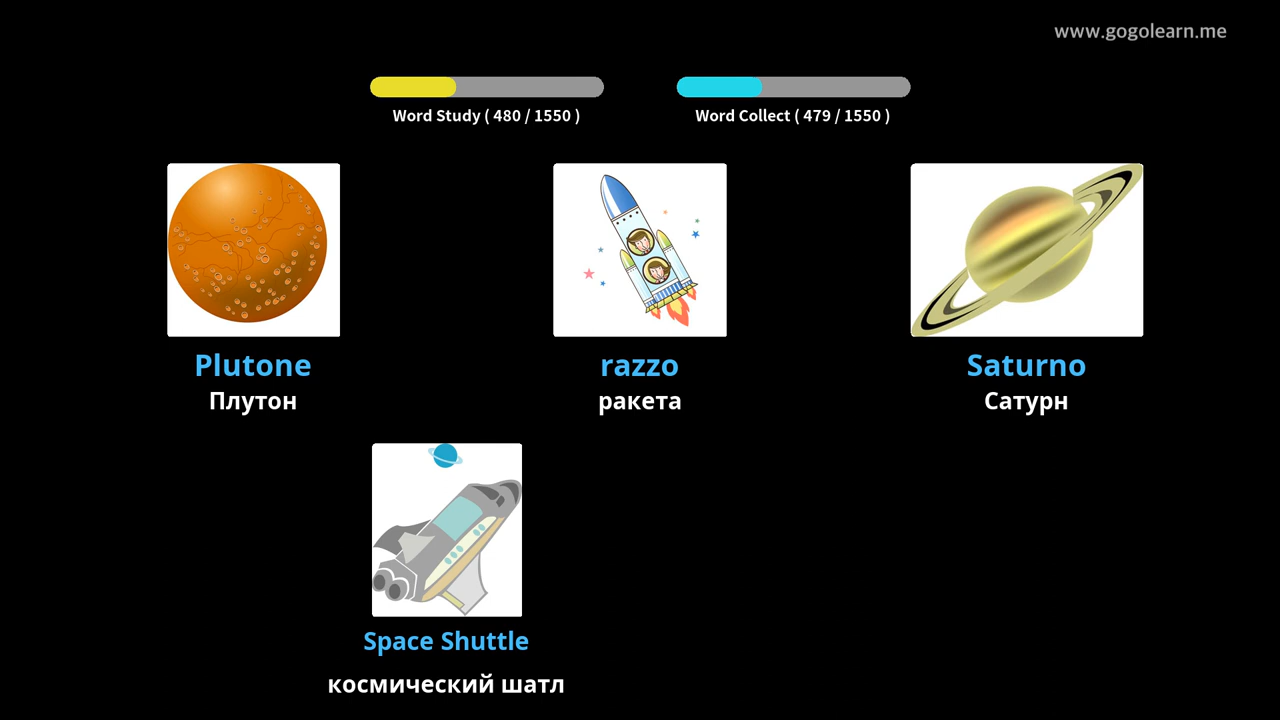 www.gogolearn.me
Word Study ( 480 / 1550 )
Word Collect ( 479 / 1550 )
Plutone
Плутон
razzo
ракета
Saturno
Сатурн
Space Shuttle
космический шатл